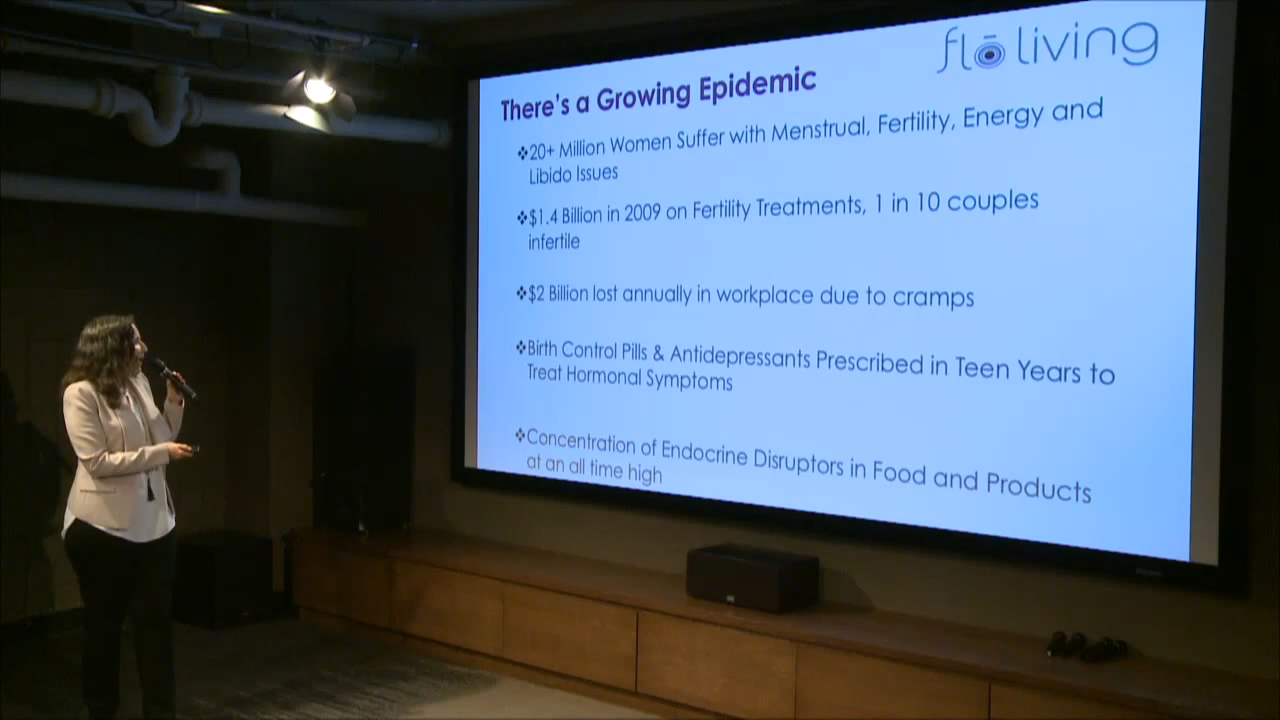 flō living
There's a Growing Epidemic
❖20+ Million Women Suffer with Menstrual, Fertility, Energy and
Libido Issues
❖$1.4 Billion in 2009 on Fertility Treatments, 1 in 10 couples
infertile
❖$2 Billion lost annually in workplace due to cramps
❖Birth Control Pills & Antidepressants Prescribed in Teen Years to
Treat Hormonal Symptoms
❖Concentration of Endocrine Disruptors in Food and Products
at an all time high